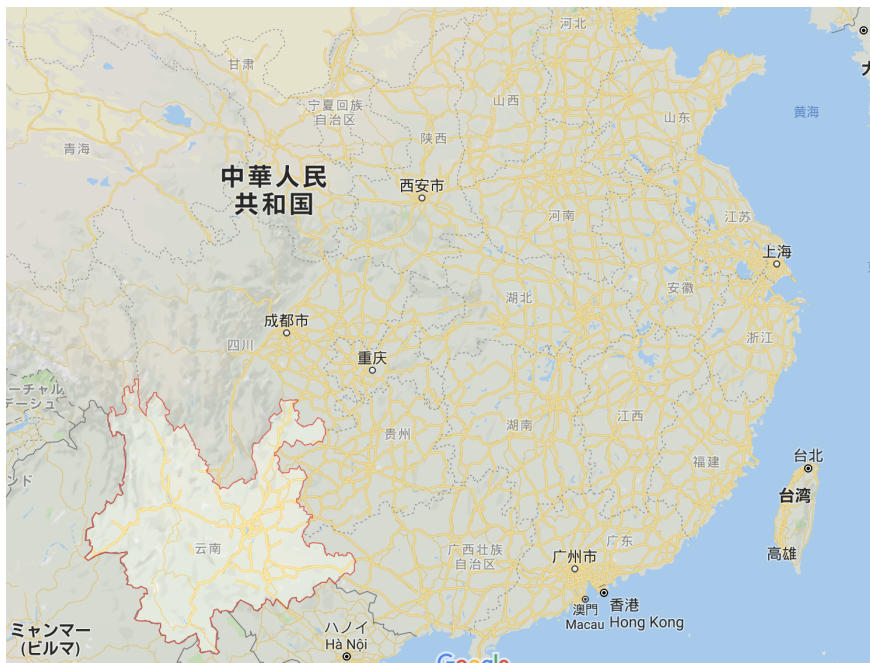 河北
甘肃
宁夏回族
自治区
山西
山东
黄海
陕西
青海
中華人民
共和国
西安市
河南
江苏
上海
安徽
湖北
成都市
四川
浙江
重庆
ーチャル
デーシュ
贵州
湖南
江西
福建
台北
台湾
ンド
云南
广西壮族
自治区
广州市
广东
高雄
澳門
Macau
香港
Hong Kong
ミャンマー
(ビルマ)
ハノイ
Hà Nội
Google